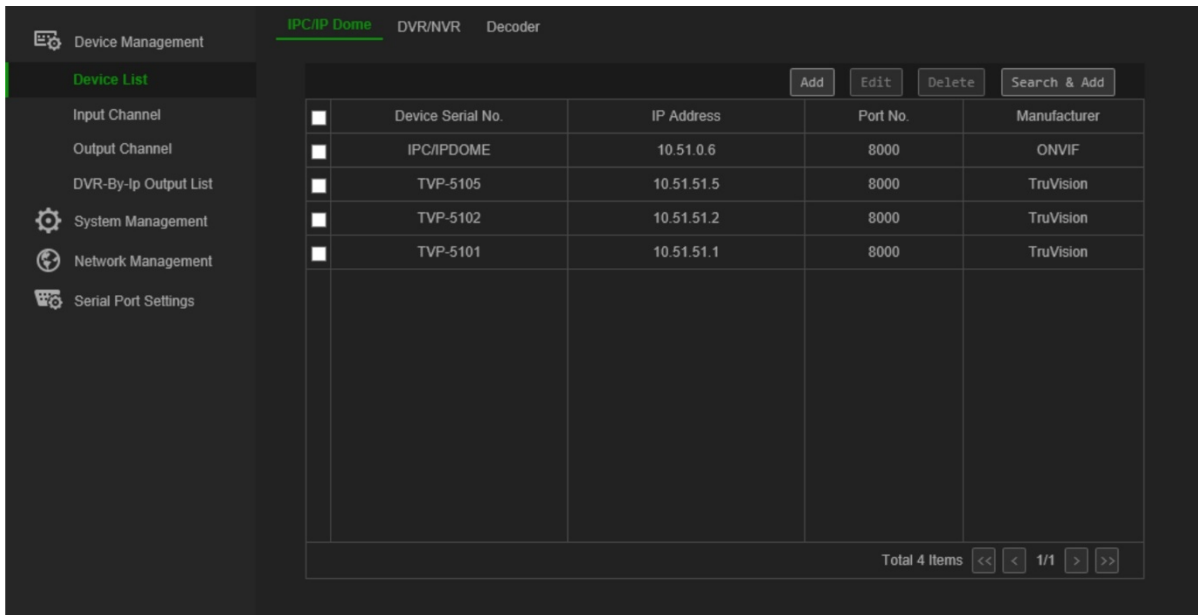 Device Management
Device List
Input Channel
Output Channel
DVR-By-Ip Output List
System Management
Network Management
Serial Port Settings
IPC/IP Dome DVR/NVR Decoder
Add Edit Delete Search & Add
Device Serial No. IP Address Port No. Manufacturer
IPC/IPDOME 10.51.0.6 8000 ONVIF
TVP-5105 10.51.51.5 8000 TruVision
TVP-5102 10.51.51.2 8000 TruVision
TVP-5101 10.51.51.1 8000 TruVision
Total 4 Items << < 1/1 > >>